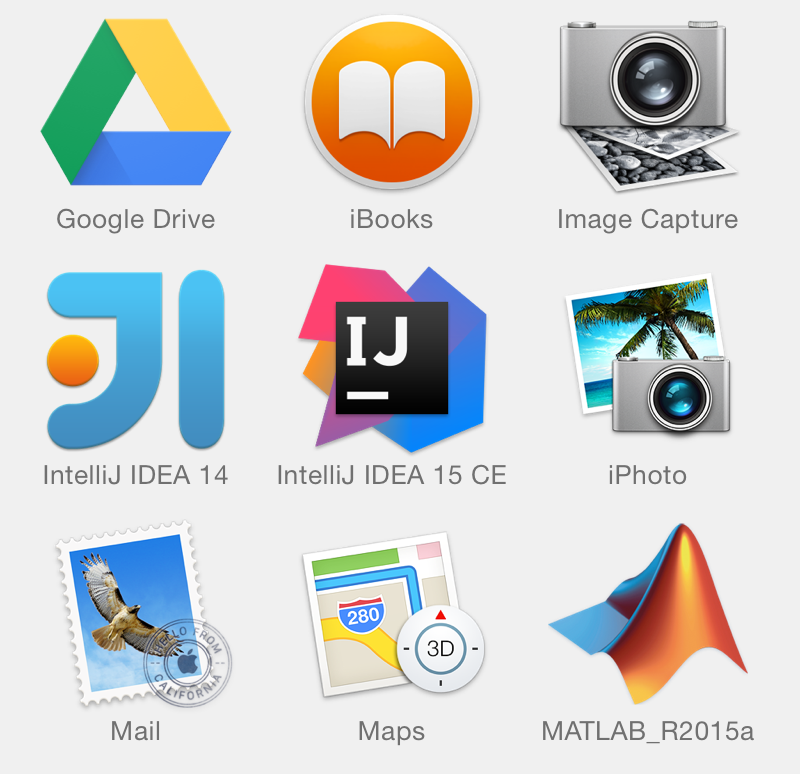 Google Drive
iBooks
Image Capture
IJ
IntelliJ IDEA 14
IntelliJ IDEA 15 CE
iPhoto
HELLO FROM
CALIFORNIA
280
3D
Mail
Maps
MATLAB_R2015a